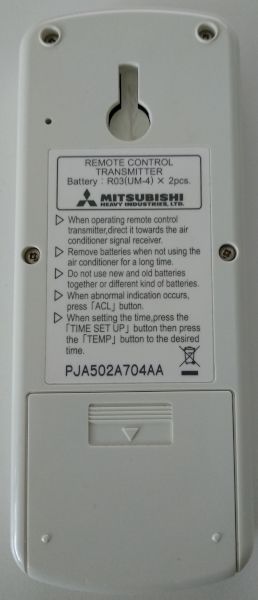 REMOTE CONTROL
TRANSMITTER
Battery : R03(UM-4) × 2pcs.
MITSUBISHI
HEAVY INDUSTRIES, LTD.
▷ When operating remote control
transmitter,direct it towards the air
conditioner signal receiver.
▷ Remove batteries when not using the
air conditioner for a long time.
▷ Do not use new and old batteries
together or different kind of batteries.
▷ When abnormal indication occurs,
press「ACL」button.
▷ When setting the time,press the
「TIME SET UP」button then press
the「TEMP」button to the desired
time.
PJA502A704AA